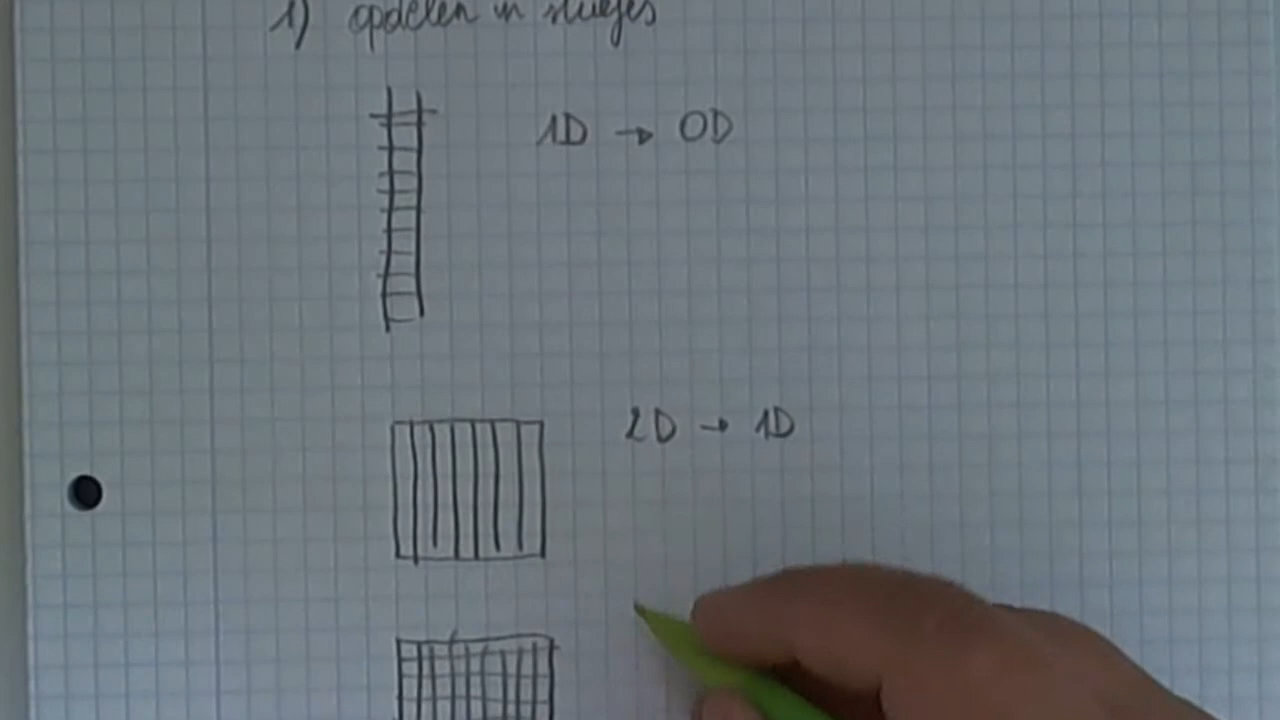 1) opdelen in stukjes
1D → 0D
2D → 1D